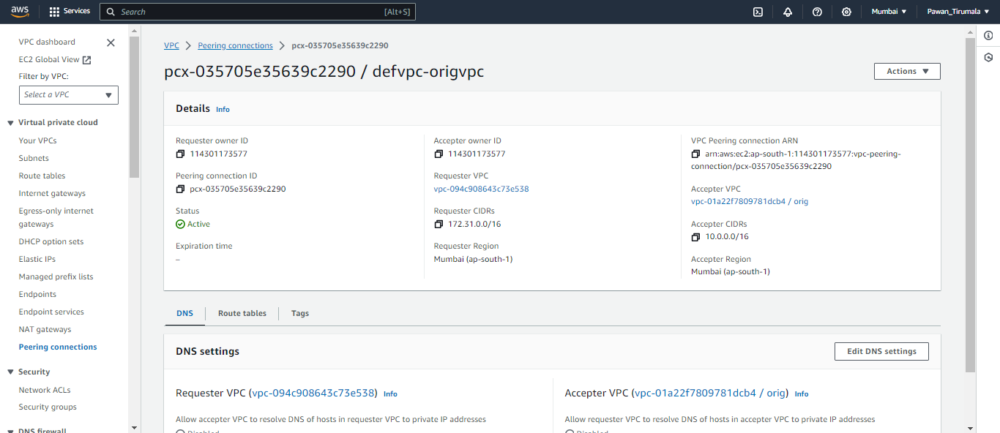 aws
Services
Search
[Alt+S]
Mumbai ▼
Pawan_Tirumala ▼
VPC dashboard
EC2 Global View
Filter by VPC:
Select a VPC
Virtual private cloud
Your VPCs
Subnets
Route tables
Internet gateways
Egress-only internet
gateways
DHCP option sets
Elastic IPs
Managed prefix lists
Endpoints
Endpoint services
NAT gateways
Peering connections
Security
Network ACLs
Security groups
DNS firewall
VPC > Peering connections > pcx-035705e35639c2290
pcx-035705e35639c2290 / defvpc-origvpc
Actions ▼
Details Info
Requester owner ID
114301173577
Peering connection ID
pcx-035705e35639c2290
Status
Active
Expiration time
–
Accepter owner ID
114301173577
Requester VPC
vpc-094c908643c73e538
Requester CIDRs
172.31.0.0/16
Requester Region
Mumbai (ap-south-1)
VPC Peering connection ARN
arn:aws:ec2:ap-south-1:114301173577:vpc-peering-
connection/pcx-035705e35639c2290
Accepter VPC
vpc-01a22f7809781dcb4 / orig
Accepter CIDRs
10.0.0.0/16
Accepter Region
Mumbai (ap-south-1)
DNS
Route tables
Tags
DNS settings
Edit DNS settings
Requester VPC (vpc-094c908643c73e538) Info
Allow accepter VPC to resolve DNS of hosts in requester VPC to private IP addresses
Disabled
Accepter VPC (vpc-01a22f7809781dcb4 / orig) Info
Allow requester VPC to resolve DNS of hosts in accepter VPC to private IP addresses
Disabled